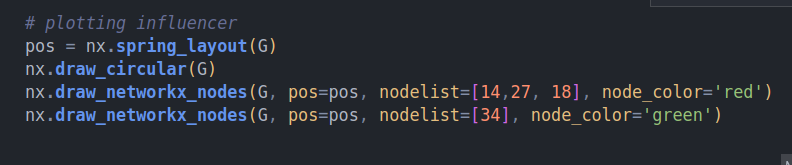 # plotting influencer
pos = nx.spring_layout(G)
nx.draw_circular(G)
nx.draw_networkx_nodes(G, pos=pos, nodelist=[14,27, 18], node_color='red')
nx.draw_networkx_nodes(G, pos=pos, nodelist=[34], node_color='green')